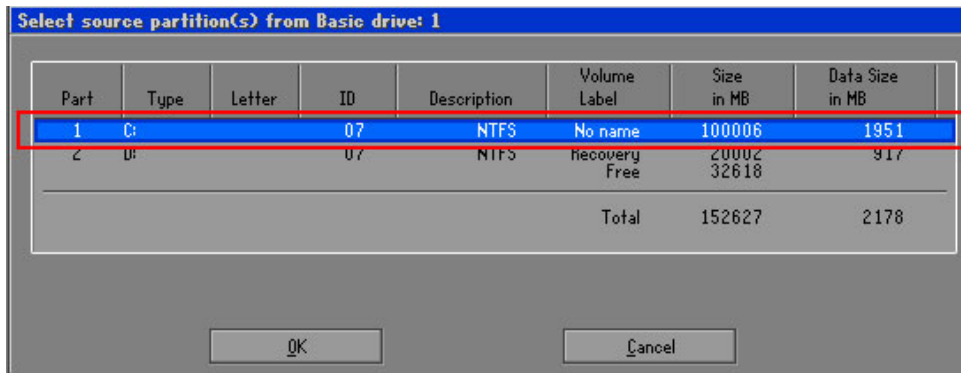 Select source partition(s) from Basic drive: 1
Part Type Letter ID Description Volume Label Size in MB Data Size in MB
1 C: 07 NTFS No name 100006 1951
2 D: 07 NTFS Recovery 20002 917
Free 32618
Total 152627 2178
OK Cancel